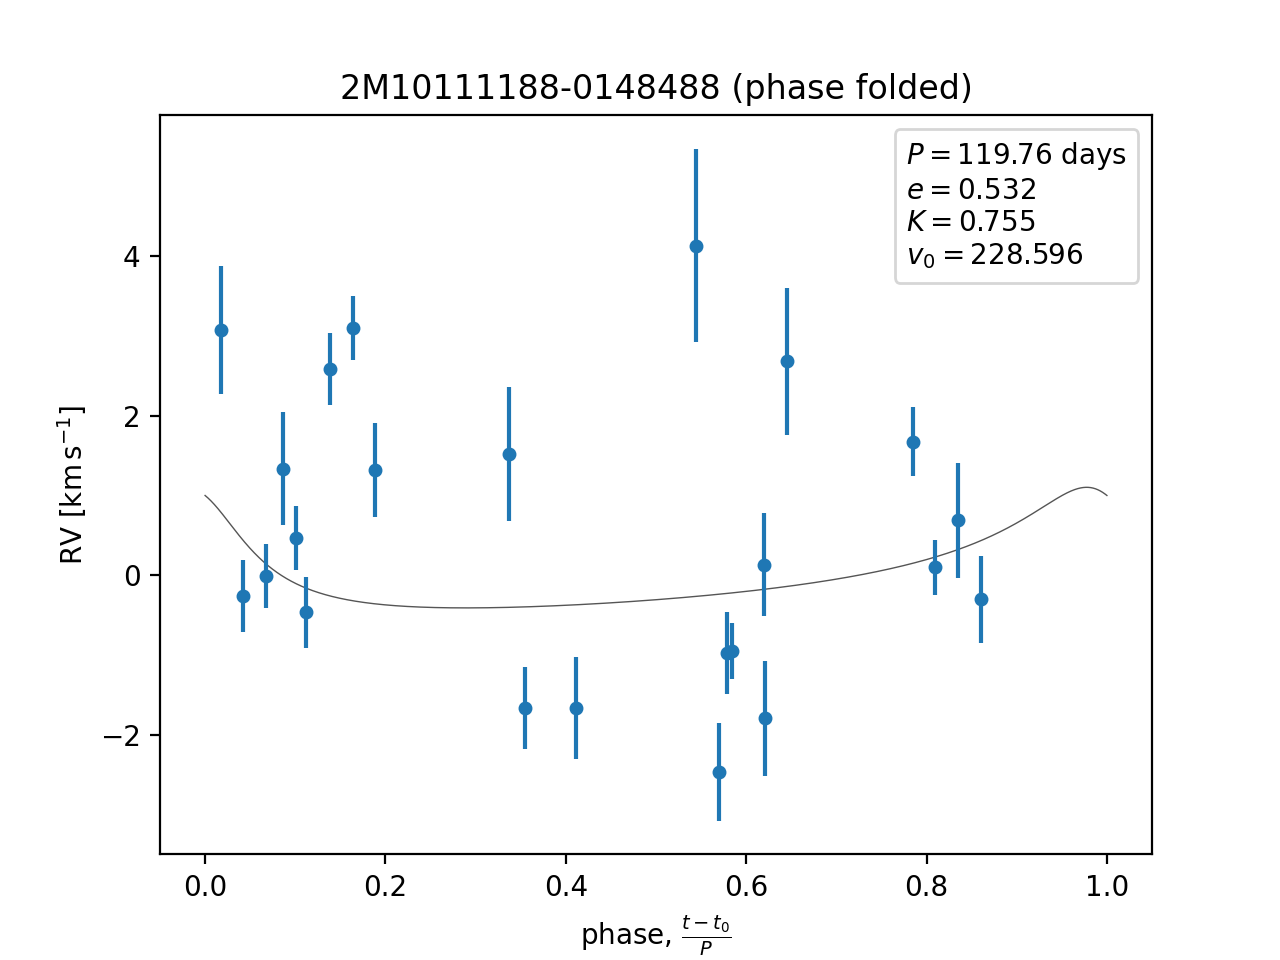 2M10111188-0148488 (phase folded)
P = 119.76 days
e = 0.532
K = 0.755
v₀ = 228.596
4
2
0
−2
RV [km s⁻¹]
0.0 0.2 0.4 0.6 0.8 1.0
phase, (t − t₀)/P